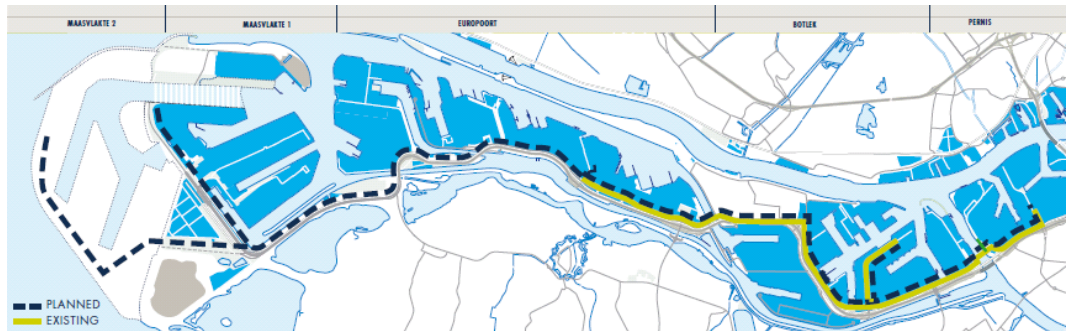 MAASVLAKTE 2 MAASVLAKTE 1 EUROPOORT BOTLEK PERNIS
PLANNED
EXISTING